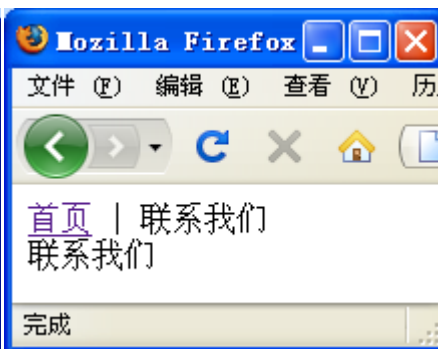 Mozilla Firefox
文件(F) 编辑(E) 查看(V) 历
首页 | 联系我们
联系我们
完成